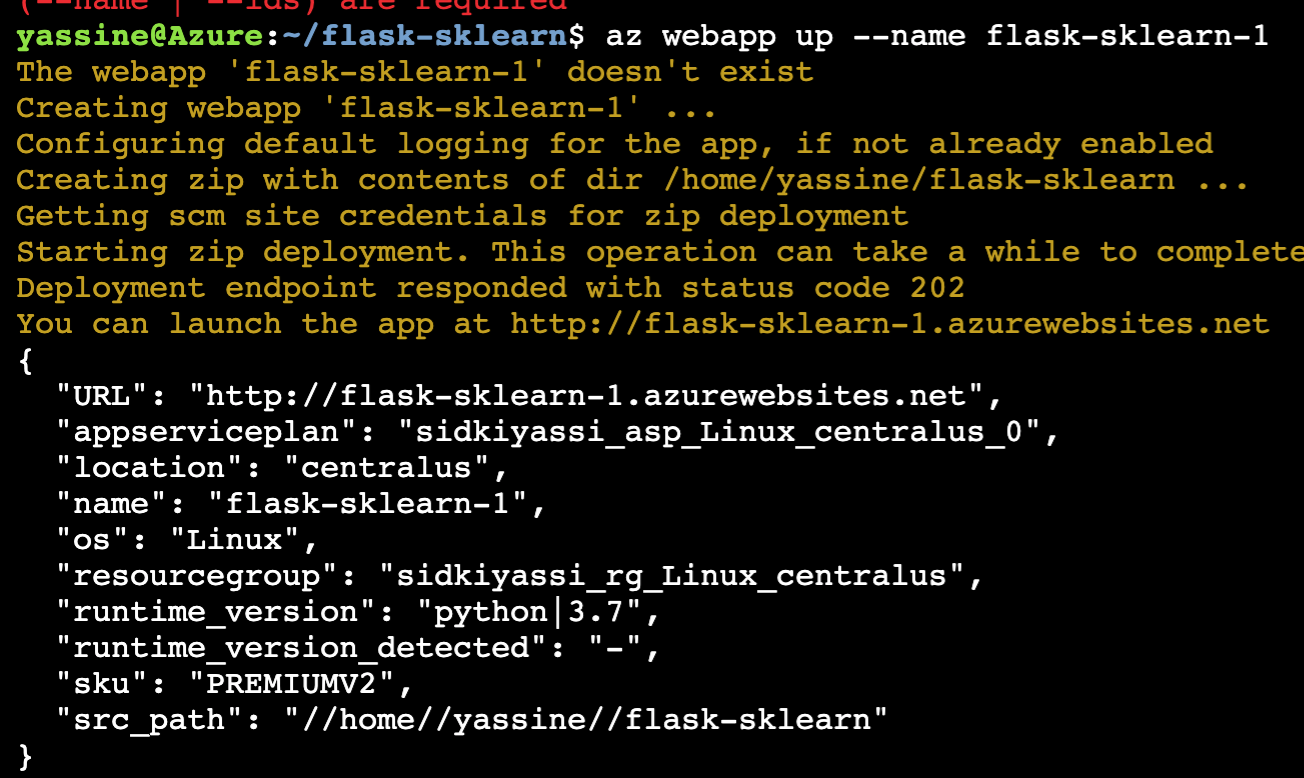 (--name | --ids) are required
yassine@Azure:~/flask-sklearn$ az webapp up --name flask-sklearn-1
The webapp 'flask-sklearn-1' doesn't exist
Creating webapp 'flask-sklearn-1' ...
Configuring default logging for the app, if not already enabled
Creating zip with contents of dir /home/yassine/flask-sklearn ...
Getting scm site credentials for zip deployment
Starting zip deployment. This operation can take a while to complete
Deployment endpoint responded with status code 202
You can launch the app at http://flask-sklearn-1.azurewebsites.net
{
  "URL": "http://flask-sklearn-1.azurewebsites.net",
  "appserviceplan": "sidkiyassi_asp_Linux_centralus_0",
  "location": "centralus",
  "name": "flask-sklearn-1",
  "os": "Linux",
  "resourcegroup": "sidkiyassi_rg_Linux_centralus",
  "runtime_version": "python|3.7",
  "runtime_version_detected": "-",
  "sku": "PREMIUMV2",
  "src_path": "//home//yassine//flask-sklearn"
}